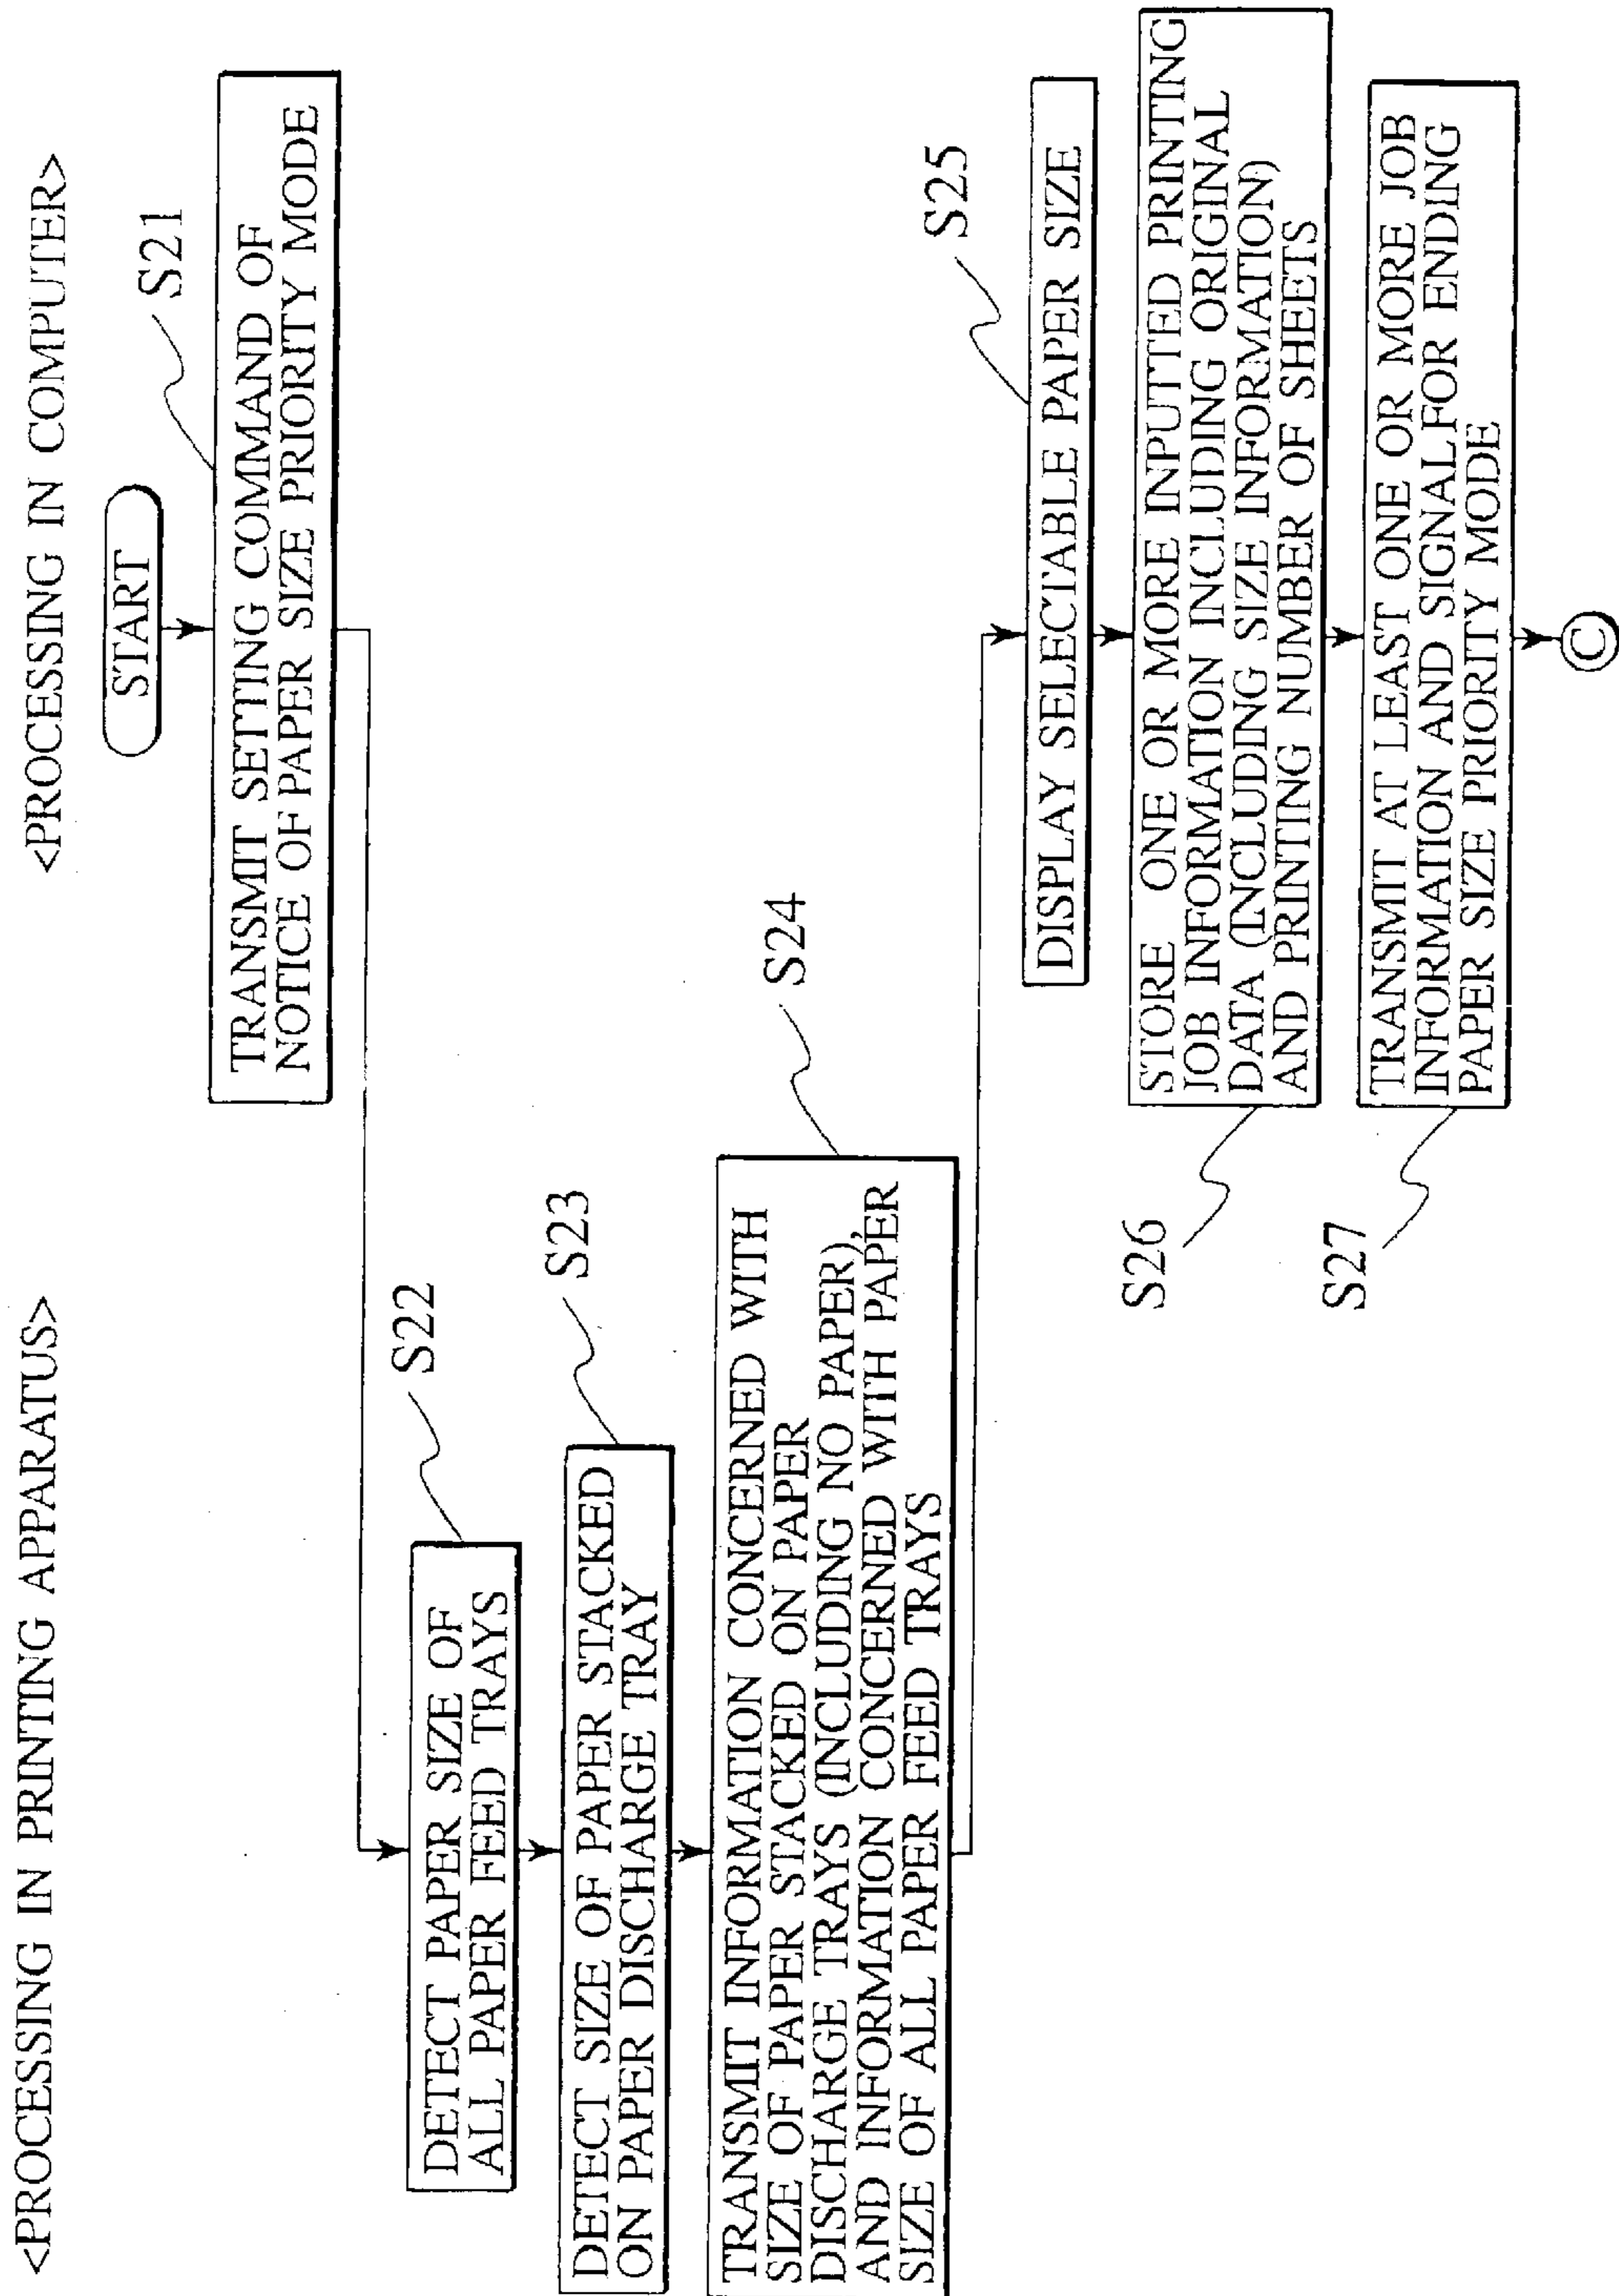 <PROCESSING IN PRINTING APPARATUS>
<PROCESSING IN COMPUTER>
START
S21
TRANSMIT SETTING COMMAND OF
NOTICE OF PAPER SIZE PRIORITY MODE
S22
DETECT PAPER SIZE OF
ALL PAPER FEED TRAYS
S23
DETECT SIZE OF PAPER STACKED
ON PAPER DISCHARGE TRAY
S24
TRANSMIT INFORMATION CONCERNED WITH
SIZE OF PAPER STACKED ON PAPER
DISCHARGE TRAYS (INCLUDING NO PAPER),
AND INFORMATION CONCERNED WITH PAPER
SIZE OF ALL PAPER FEED TRAYS
S25
DISPLAY SELECTABLE PAPER SIZE
S26
STORE ONE OR MORE INPUTTED PRINTING
JOB INFORMATION INCLUDING ORIGINAL
DATA (INCLUDING SIZE INFORMATION)
AND PRINTING NUMBER OF SHEETS
S27
TRANSMIT AT LEAST ONE OR MORE JOB
INFORMATION AND SIGNALFOR ENDING
PAPER SIZE PRIORITY MODE
C